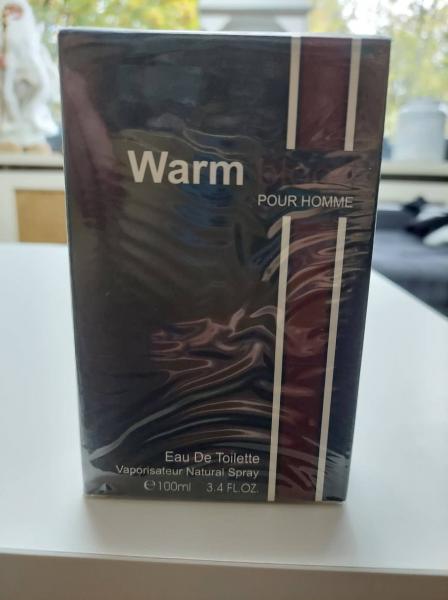 Warm
POUR HOMME
Eau De Toilette
Vaporisateur Natural Spray
℮100ml 3.4 FL.OZ.